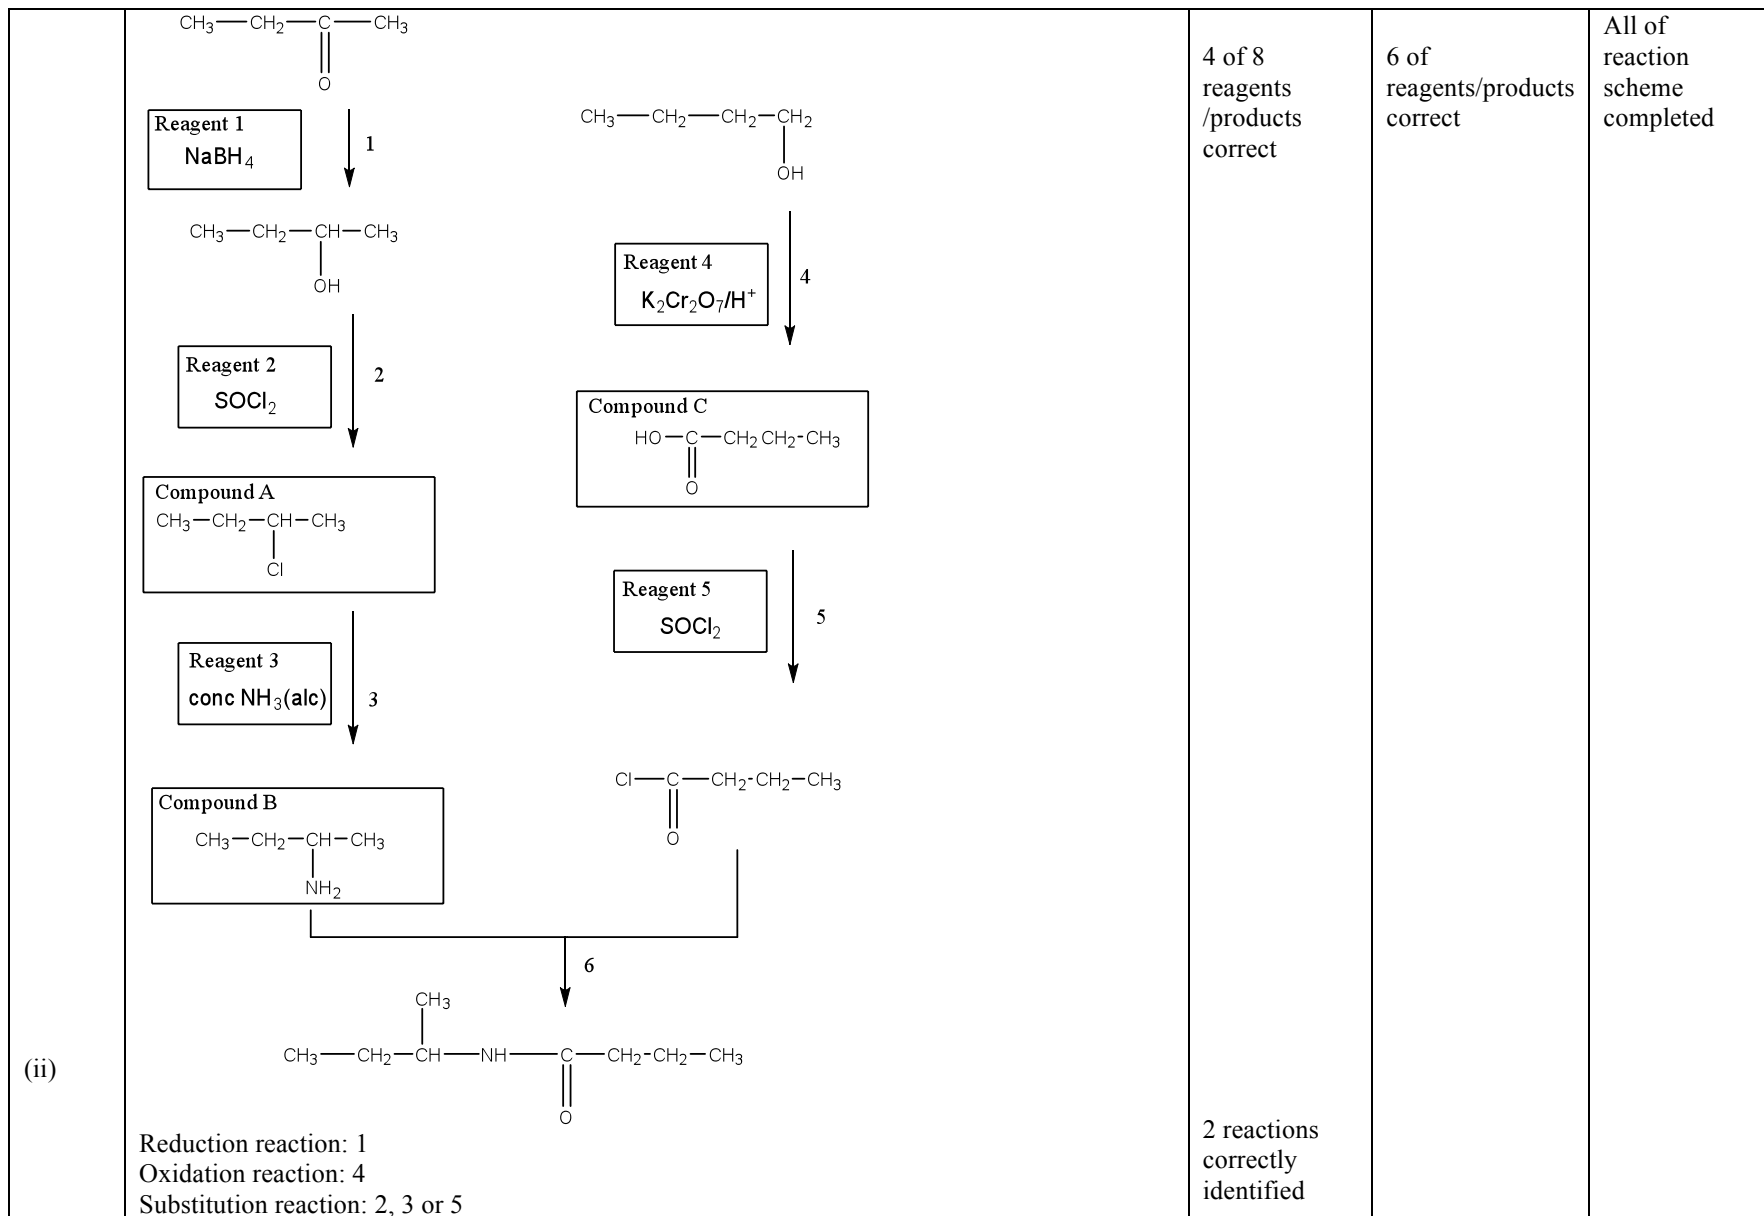 CH3—CH2—C—CH3
O
Reagent 1
NaBH4
1
CH3—CH2—CH—CH3
OH
Reagent 2
SOCl2
2
Compound A
CH3—CH2—CH—CH3
Cl
Reagent 3
conc NH3(alc)
3
Compound B
CH3—CH2—CH—CH3
NH2
CH3—CH2—CH2—CH2
OH
Reagent 4
K2Cr2O7/H+
4
Compound C
HO—C—CH2CH2-CH3
O
Reagent 5
SOCl2
5
Cl—C—CH2-CH2—CH3
O
6
CH3
CH3—CH2—CH—NH—C—CH2-CH2—CH3
O
(ii)
Reduction reaction: 1
Oxidation reaction: 4
Substitution reaction: 2, 3 or 5
4 of 8
reagents
/products
correct
2 reactions
correctly
identified
6 of
reagents/products
correct
All of
reaction
scheme
completed